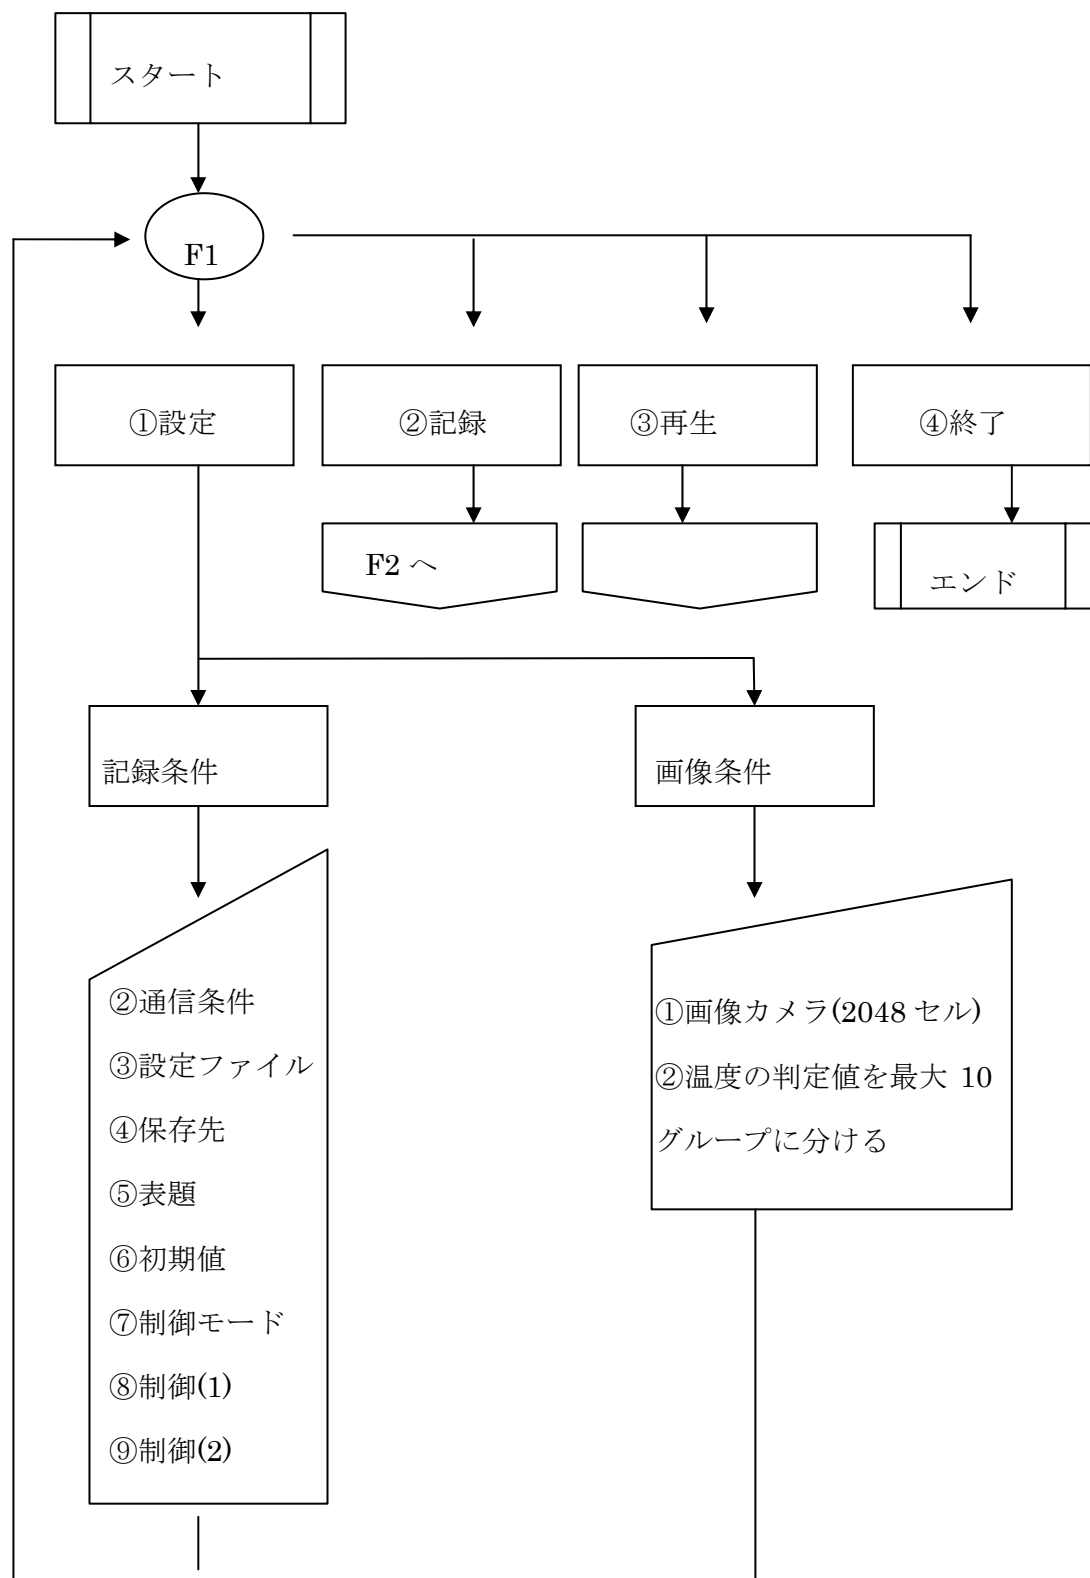 スタート
F1
①設定
②記録
③再生
④終了
F2 へ
エンド
記録条件
画像条件
②通信条件
③設定ファイル
④保存先
⑤表題
⑥初期値
⑦制御モード
⑧制御(1)
⑨制御(2)
①画像カメラ(2048 セル)
②温度の判定値を最大 10
グループに分ける